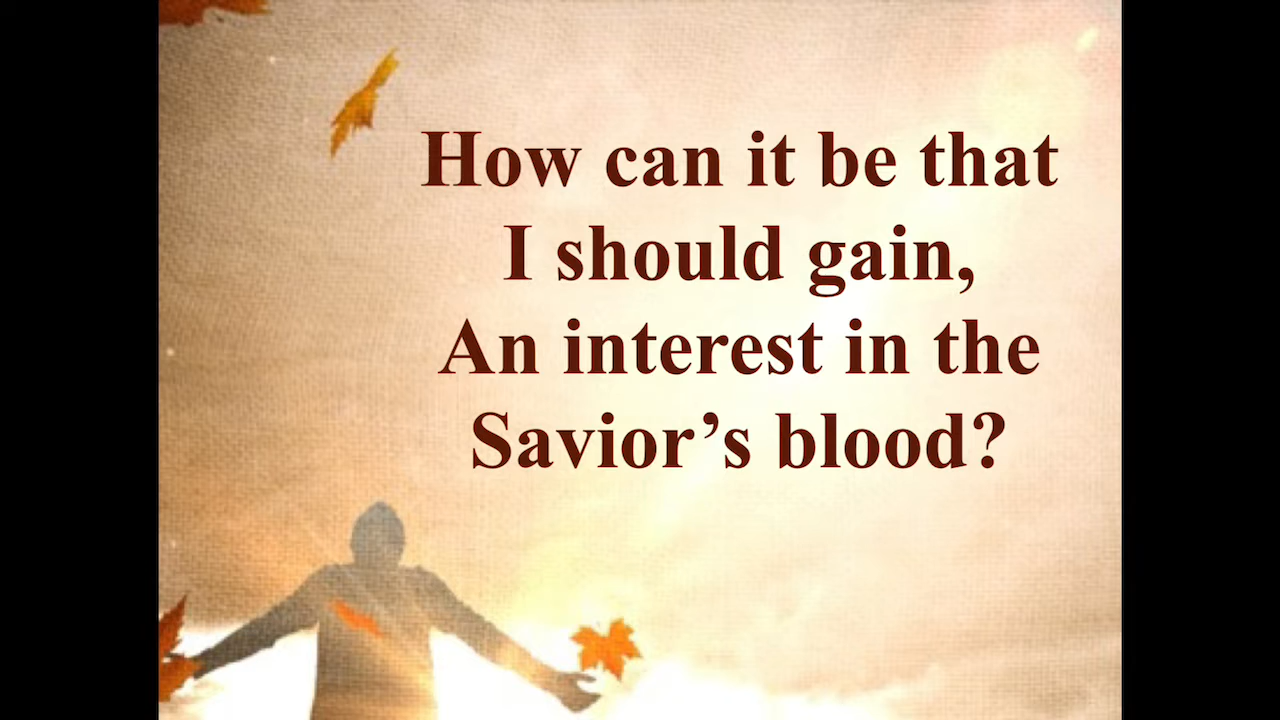 How can it be that
I should gain,
An interest in the
Savior’s blood?